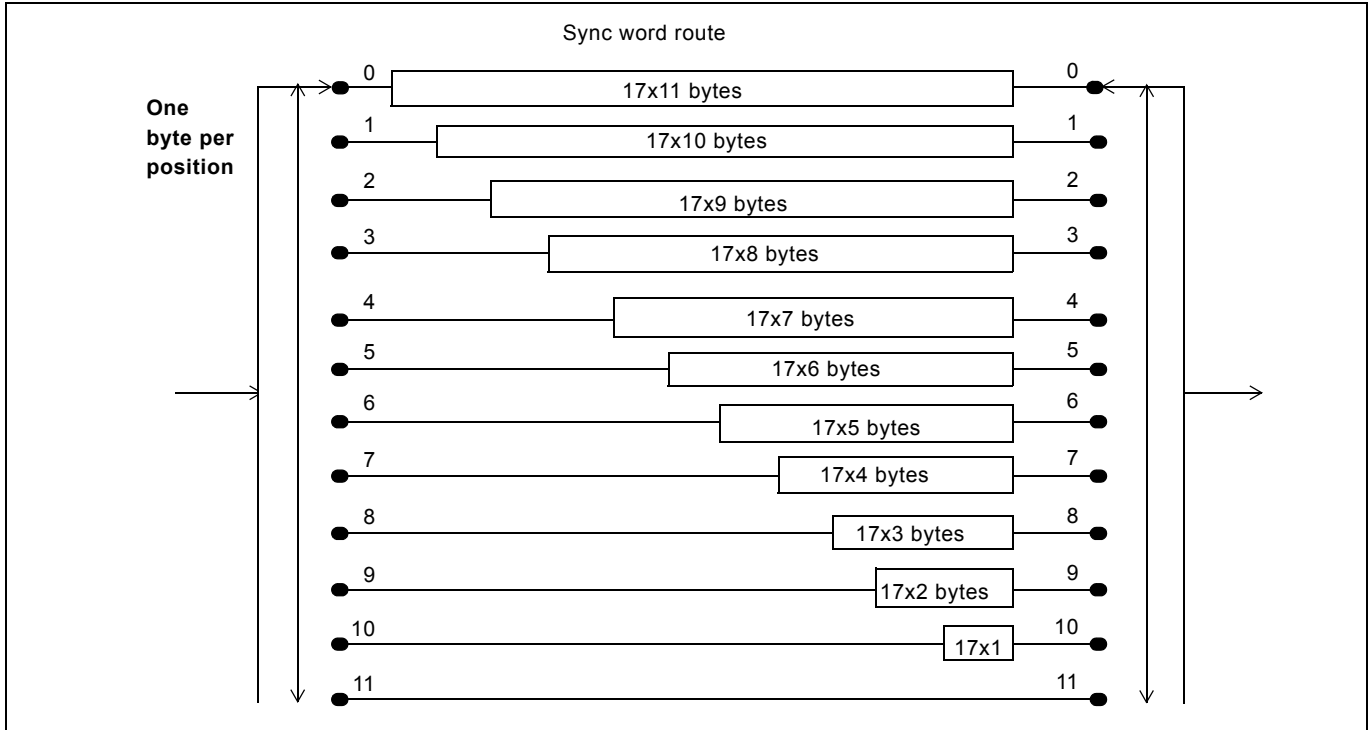 Sync word route
0 17x11 bytes 0
One
byte per
position
1 17x10 bytes 1
2 17x9 bytes 2
3 17x8 bytes 3
4 17x7 bytes 4
5 17x6 bytes 5
6 17x5 bytes 6
7 17x4 bytes 7
8 17x3 bytes 8
9 17x2 bytes 9
10 17x1 10
11 11